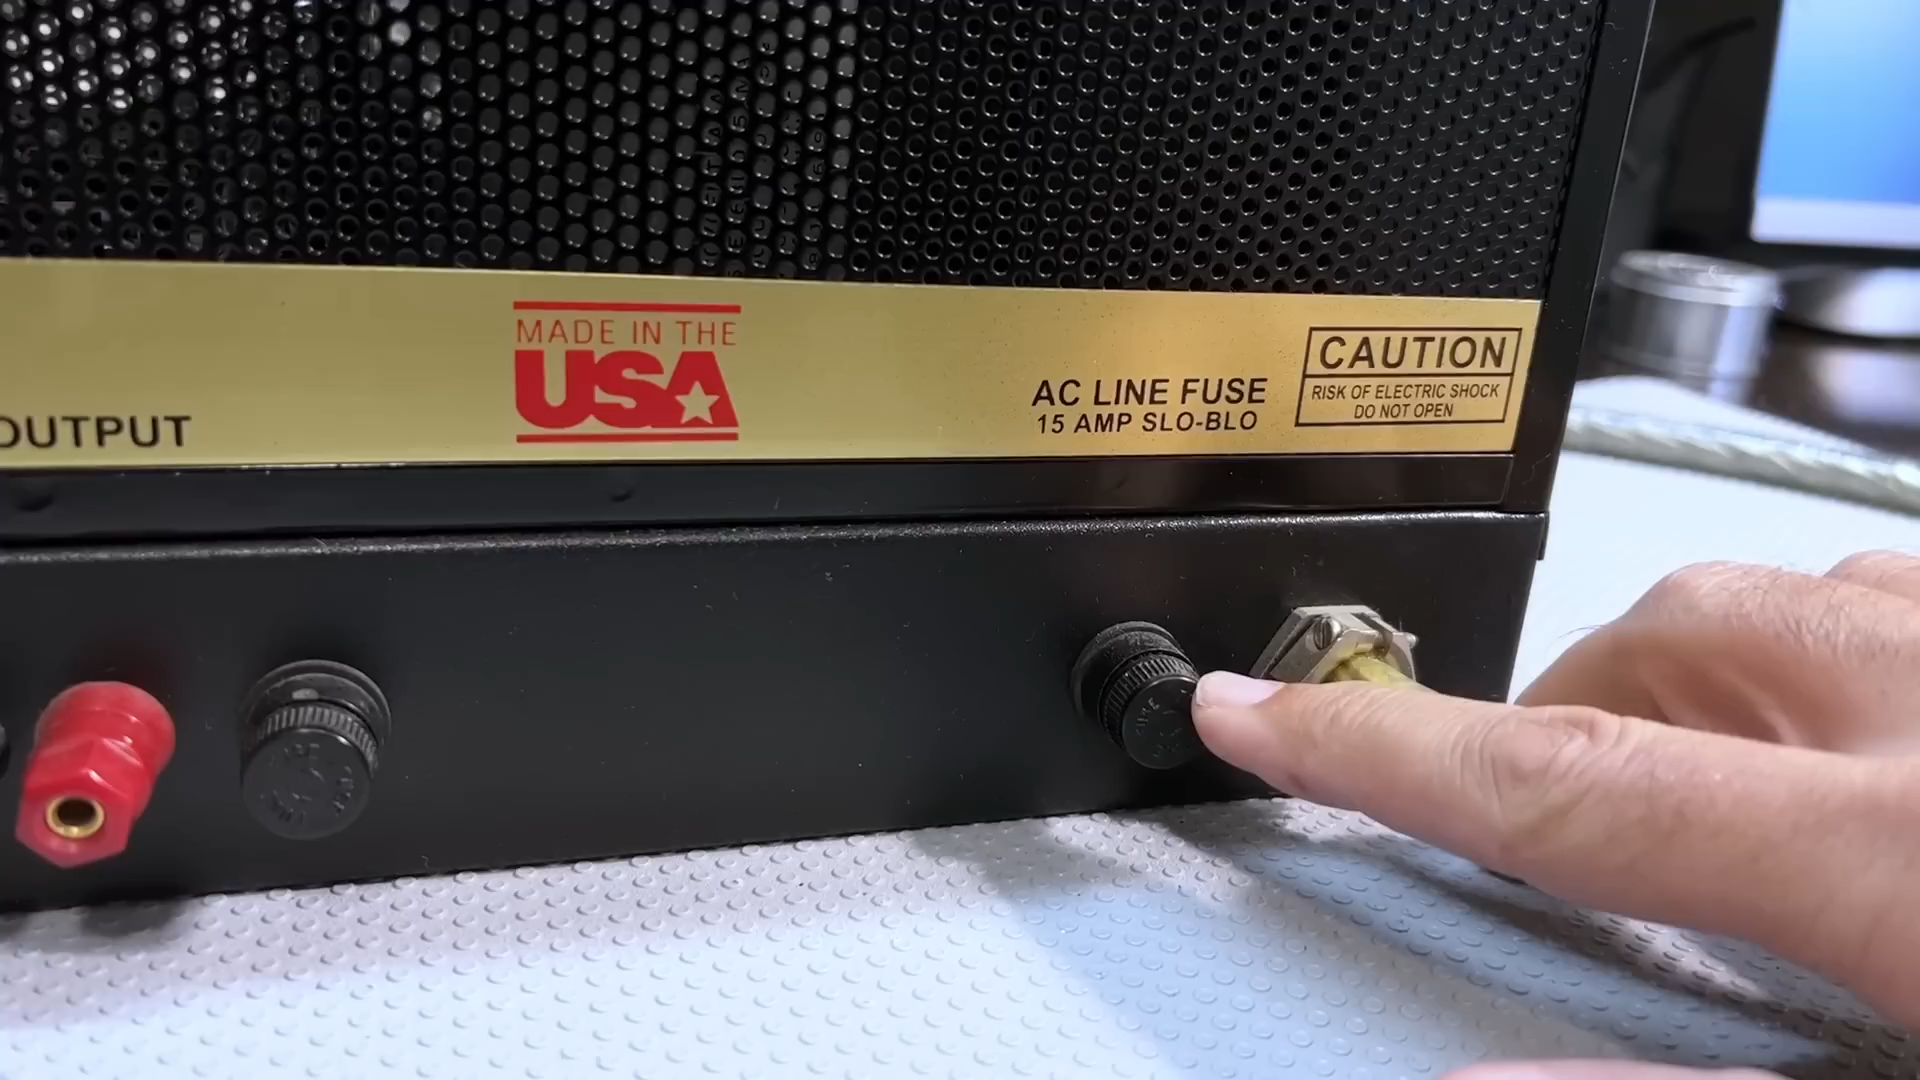 OUTPUT
MADE IN THE
USA
AC LINE FUSE
15 AMP SLO-BLO
CAUTION
RISK OF ELECTRIC SHOCK
DO NOT OPEN
FUSE